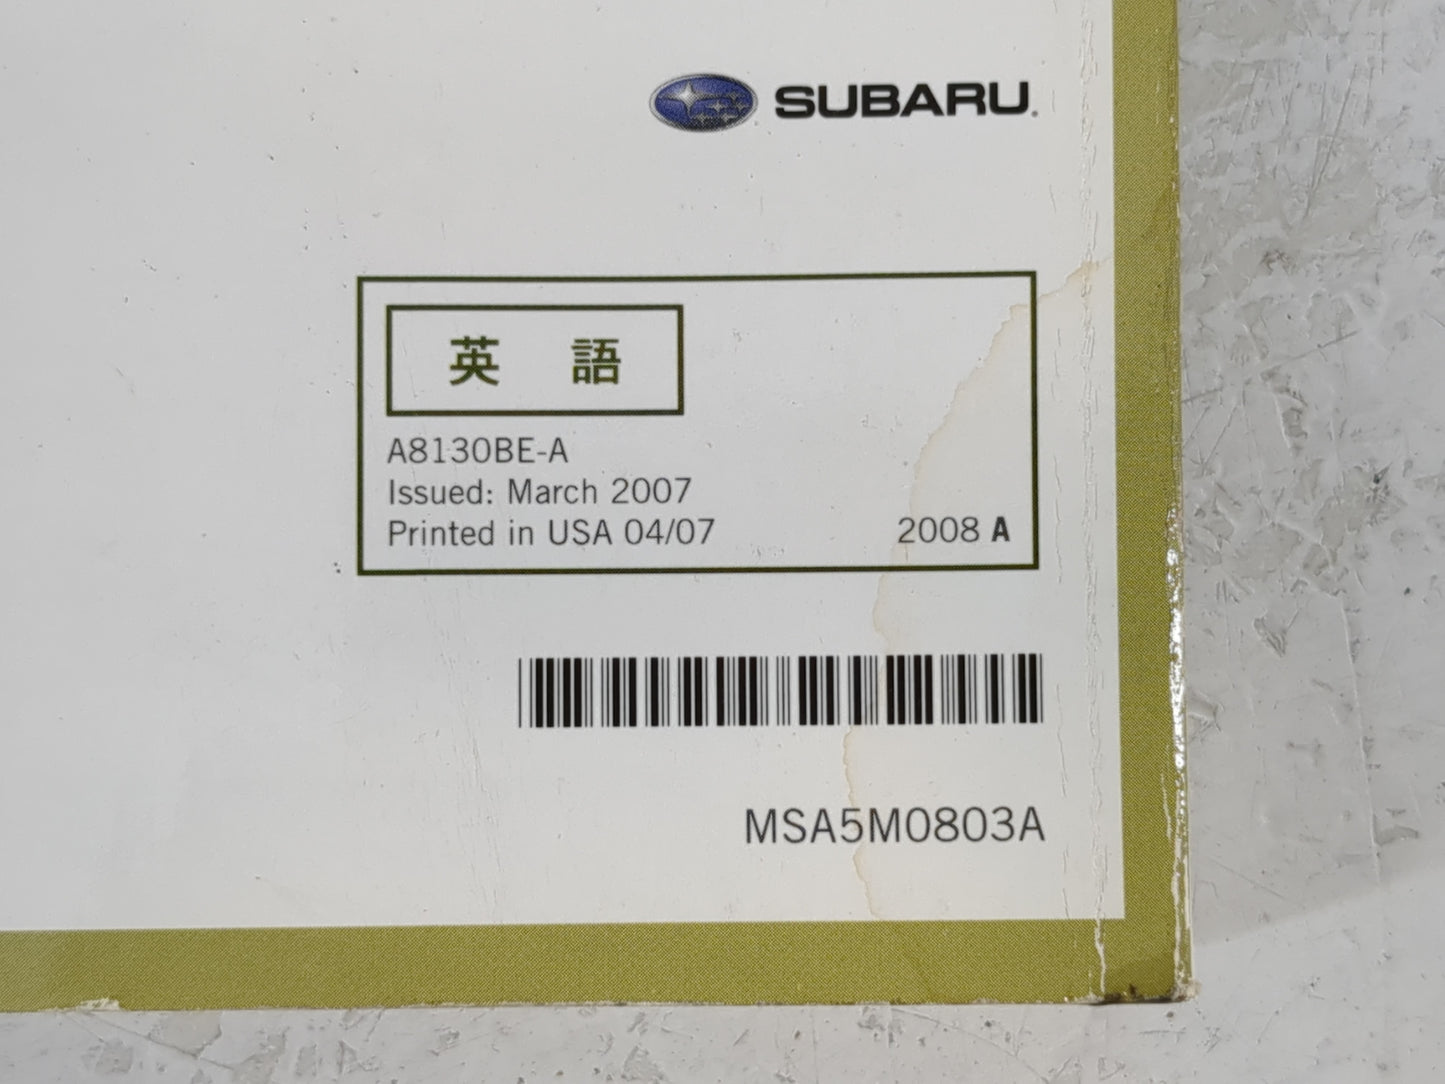 SUBARU
英 語
A8130BE-A
Issued: March 2007
Printed in USA 04/07
2008 A
MSA5M0803A